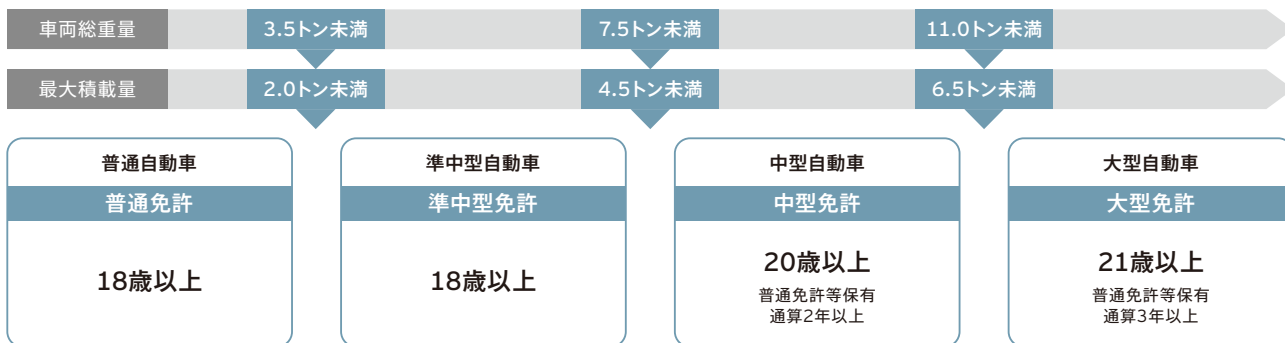 車両総重量 3.5トン未満 7.5トン未満 11.0トン未満
最大積載量 2.0トン未満 4.5トン未満 6.5トン未満
普通自動車
普通免許
18歳以上
準中型自動車
準中型免許
18歳以上
中型自動車
中型免許
20歳以上
普通免許等保有
通算2年以上
大型自動車
大型免許
21歳以上
普通免許等保有
通算3年以上